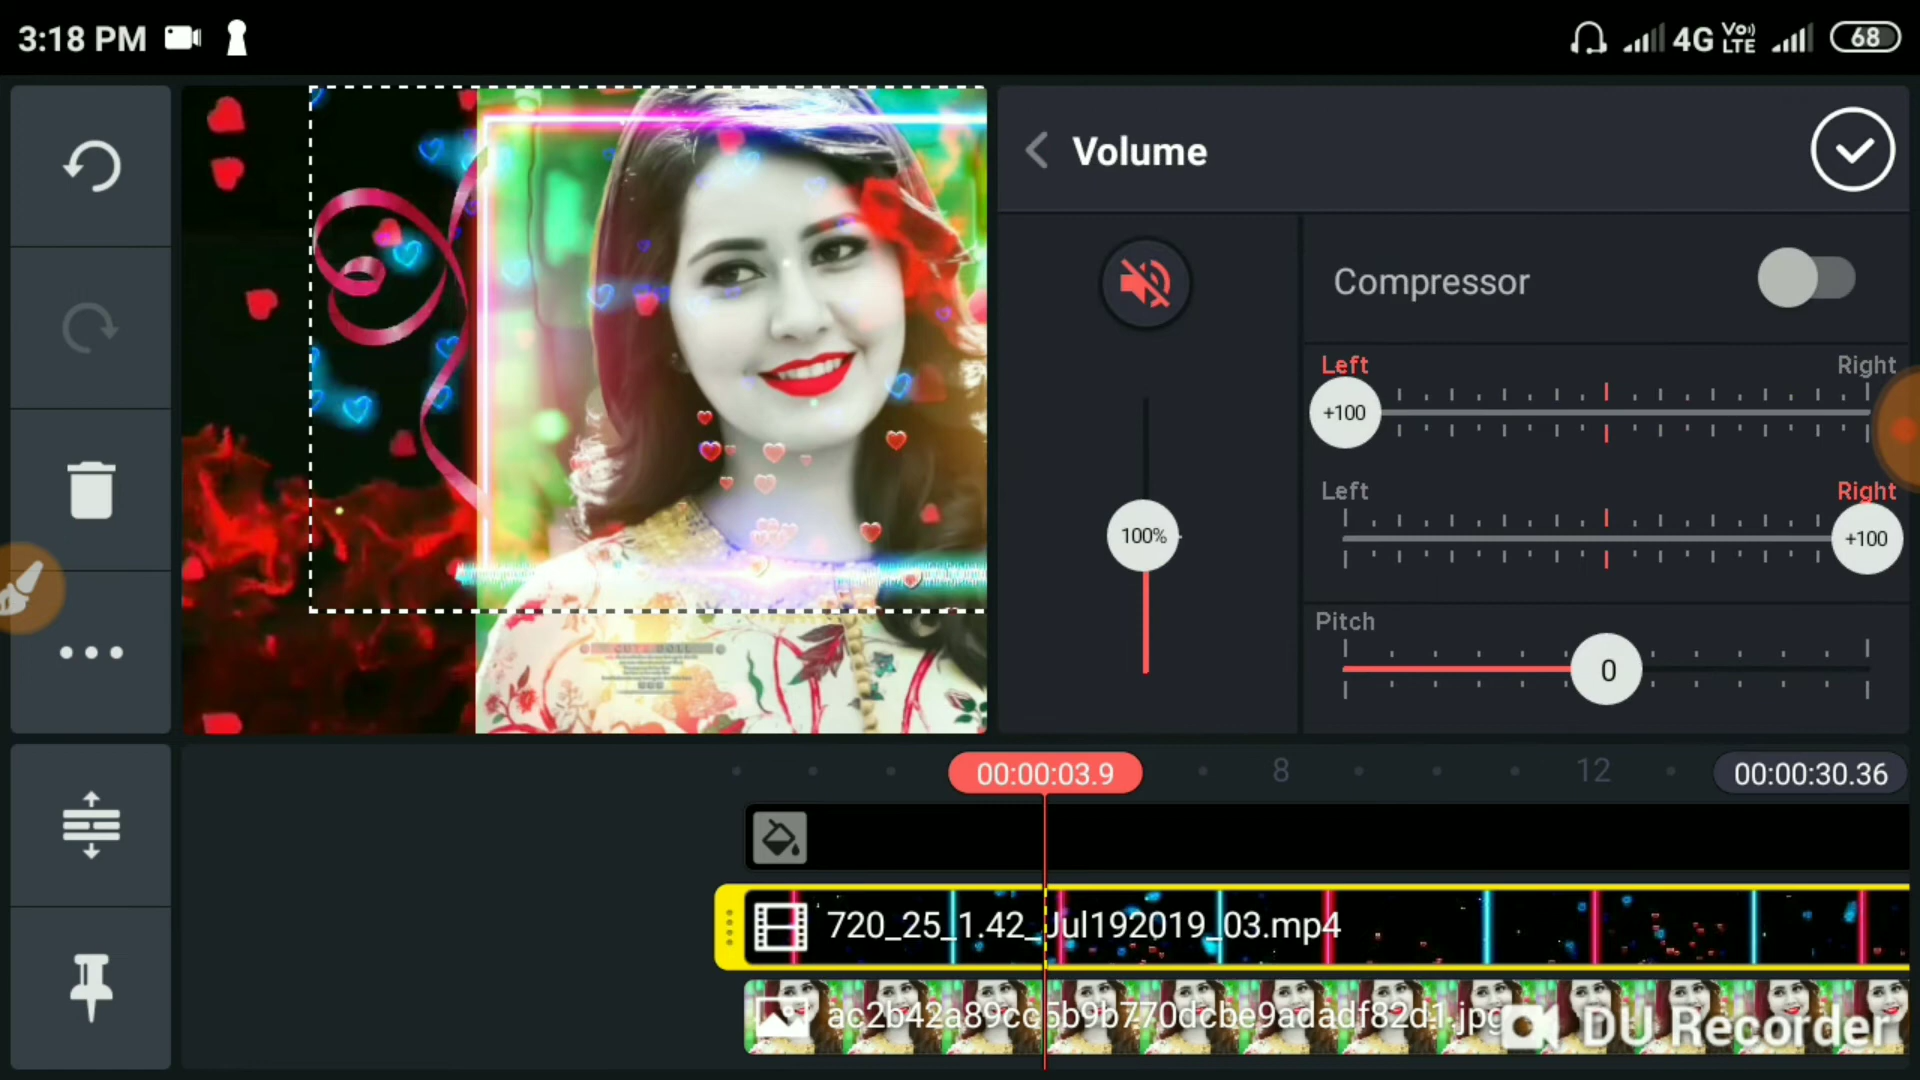 3:18 PM
4G VoLTE
68
Volume
Compressor
Left Right
+100
100%
Left Right
+100
Pitch
0
00:00:03.9 8 12 00:00:30.36
720_25_1.42_Jul192019_03.mp4
ac2b42a89cc5b9b770dcbe9adadf82d1.jpg
DU Recorder